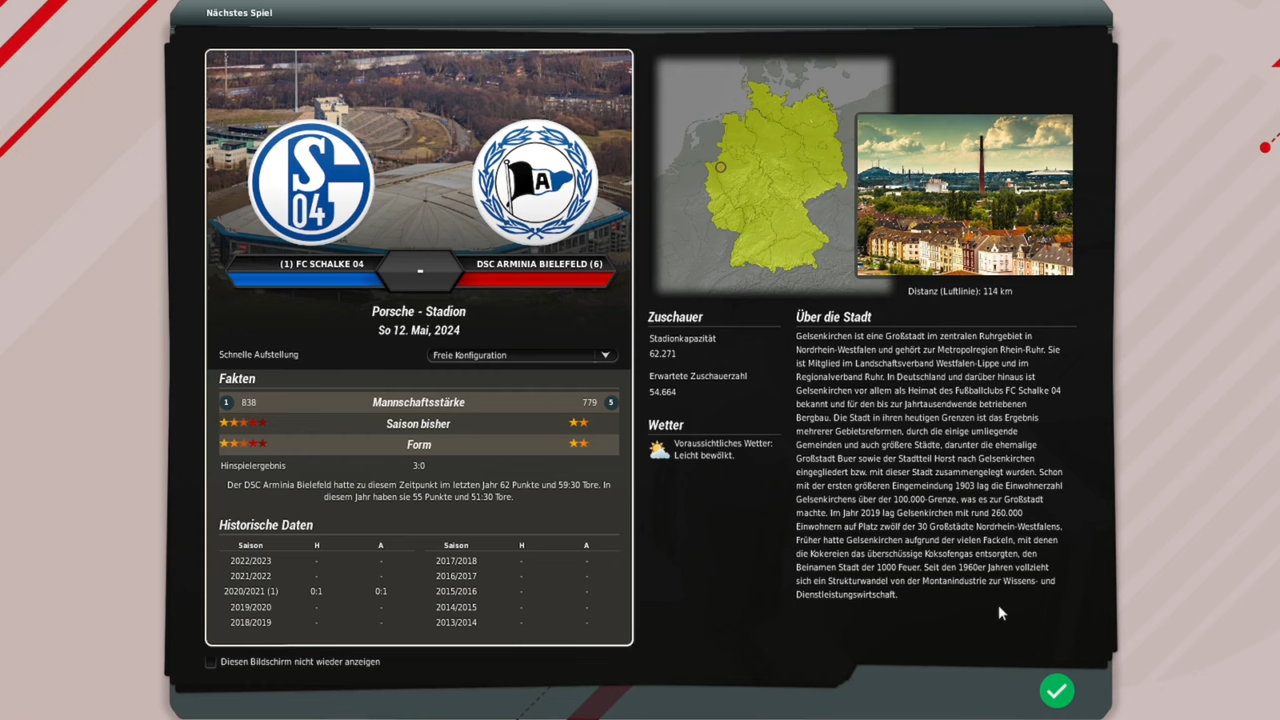 Nächstes Spiel
S
04
A
(1) FC SCHALKE 04
-
DSC ARMINIA BIELEFELD (6)
Porsche - Stadion
So 12. Mai, 2024
Schnelle Aufstellung
Freie Konfiguration
Fakten
1 838 Mannschaftsstärke 779 5
Saison bisher
Form
Hinspielergebnis 3:0
Der DSC Arminia Bielefeld hatte zu diesem Zeitpunkt im letzten Jahr 62 Punkte und 59:30 Tore. In
diesem Jahr haben sie 55 Punkte und 51:30 Tore.
Historische Daten
Saison H A Saison H A
2022/2023 - - 2017/2018 - -
2021/2022 - - 2016/2017 - -
2020/2021 (1) 0:1 0:1 2015/2016 - -
2019/2020 - - 2014/2015 - -
2018/2019 - - 2013/2014 - -
Diesen Bildschirm nicht wieder anzeigen
Distanz (Luftlinie): 114 km
Zuschauer
Stadionkapazität
62.271
Erwartete Zuschauerzahl
54.664
Wetter
Voraussichtliches Wetter:
Leicht bewölkt.
Über die Stadt
Gelsenkirchen ist eine Großstadt im zentralen Ruhrgebiet in
Nordrhein-Westfalen und gehört zur Metropolregion Rhein-Ruhr. Sie
ist Mitglied im Landschaftsverband Westfalen-Lippe und im
Regionalverband Ruhr. In Deutschland und darüber hinaus ist
Gelsenkirchen vor allem als Heimat des Fußballclubs FC Schalke 04
bekannt und für den bis zur Jahrtausendwende betriebenen
Bergbau. Die Stadt in ihren heutigen Grenzen ist das Ergebnis
mehrerer Gebietsreformen, durch die einige umliegende
Gemeinden und auch größere Städte, darunter die ehemalige
Großstadt Buer sowie der Stadtteil Horst nach Gelsenkirchen
eingegliedert bzw. mit dieser Stadt zusammengelegt wurden. Schon
mit der ersten größeren Eingemeindung 1903 lag die Einwohnerzahl
Gelsenkirchens über der 100.000-Grenze, was es zur Großstadt
machte. Im Jahr 2019 lag Gelsenkirchen mit rund 260.000
Einwohnern auf Platz zwölf der 30 Großstädte Nordrhein-Westfalens.
Früher hatte Gelsenkirchen aufgrund der vielen Fackeln, mit denen
die Kokereien das überschüssige Koksofengas entsorgten, den
Beinamen Stadt der 1000 Feuer. Seit den 1960er Jahren vollzieht
sich ein Strukturwandel von der Montanindustrie zur Wissens- und
Dienstleistungswirtschaft.